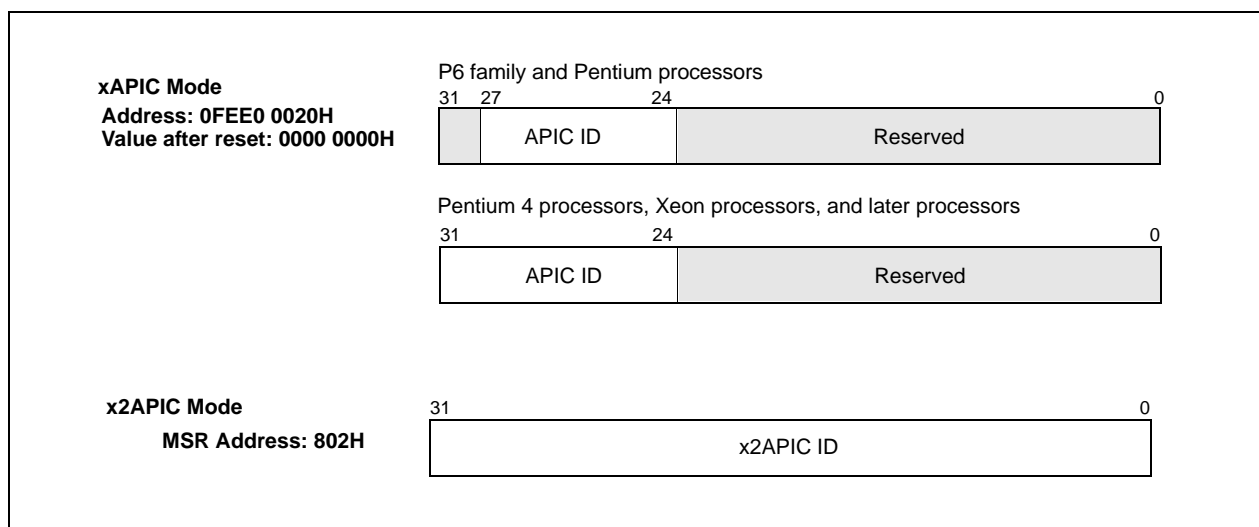 xAPIC Mode
Address: 0FEE0 0020H
Value after reset: 0000 0000H
P6 family and Pentium processors
31 27 24 0
APIC ID Reserved
Pentium 4 processors, Xeon processors, and later processors
31 24 0
APIC ID Reserved
x2APIC Mode
MSR Address: 802H
31 0
x2APIC ID